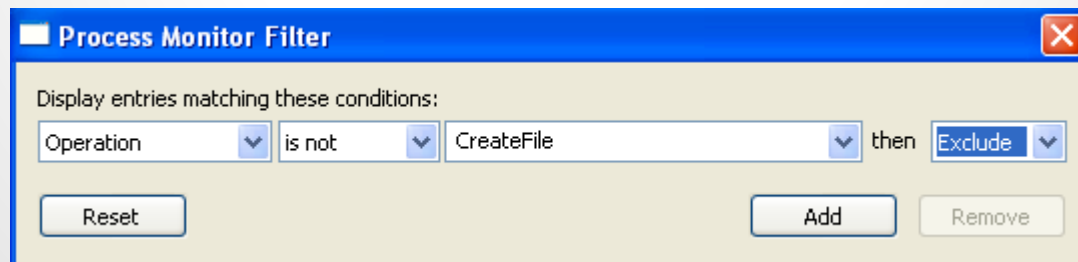 Process Monitor Filter
Display entries matching these conditions:
Operation is not CreateFile then Exclude
Reset Add Remove